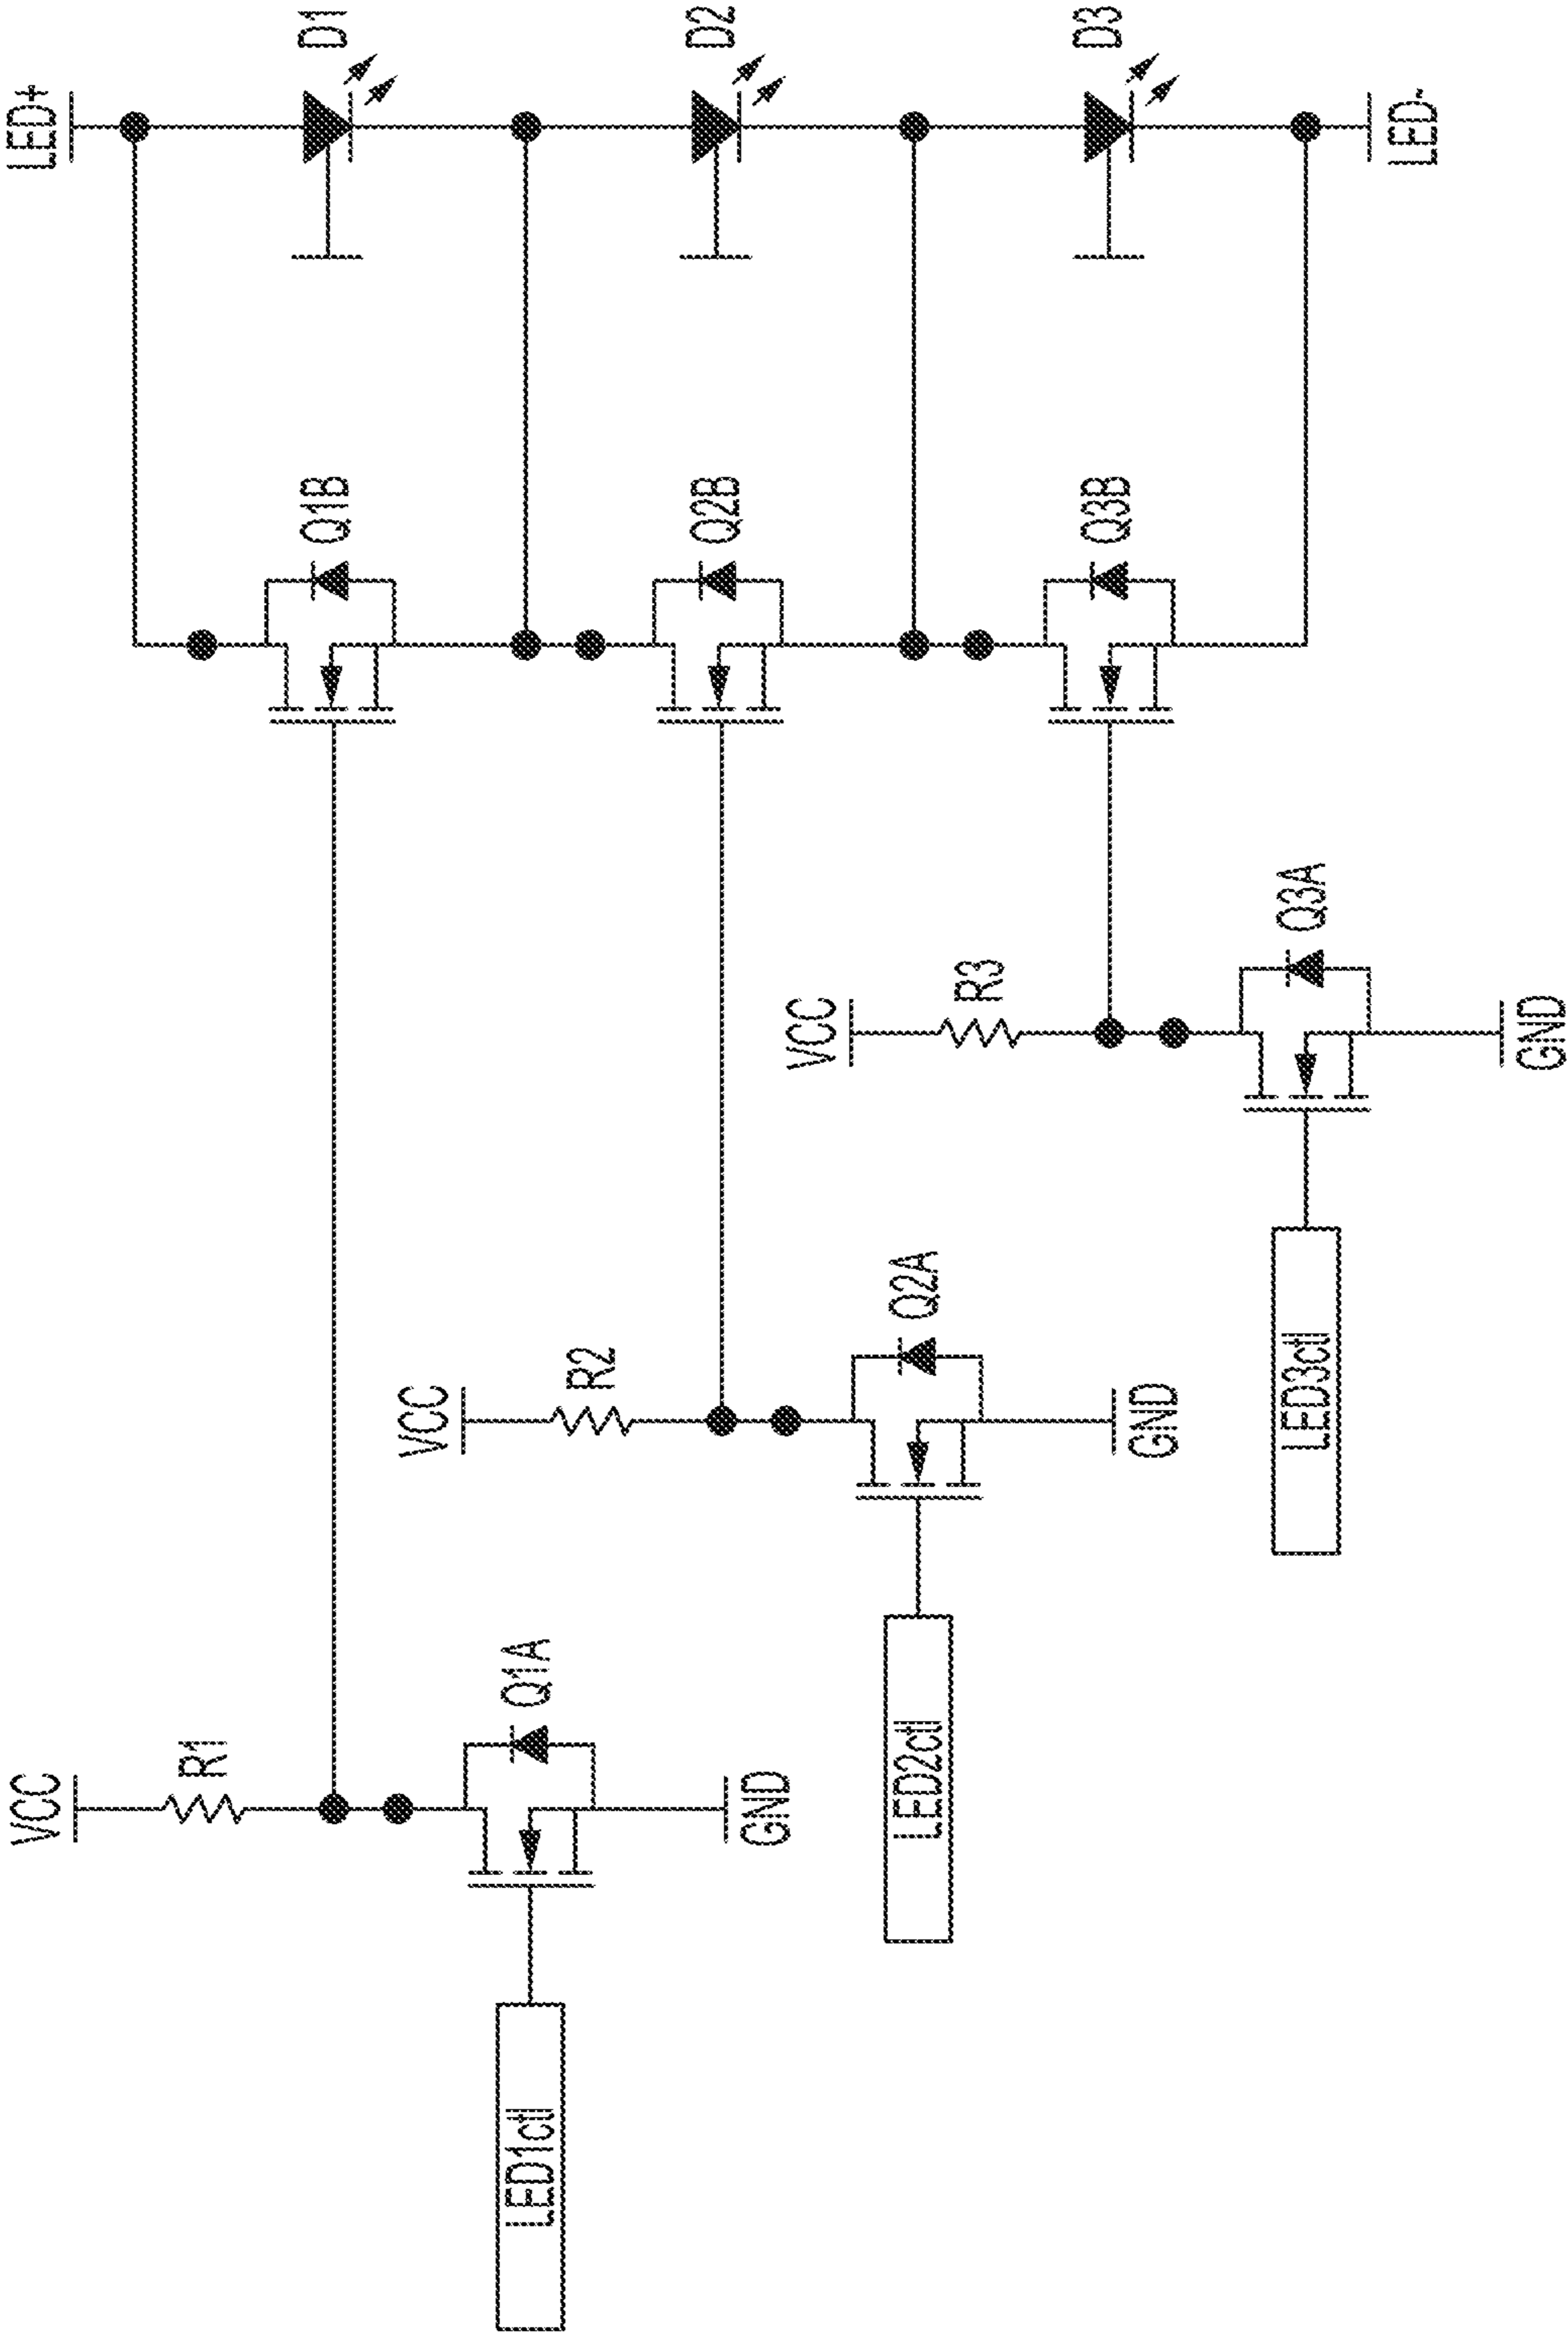 LED+
D1
D2
D3
LED-
Q1B
Q2B
Q3B
VCC
R3
Q3A
GND
LED3ctl
VCC
R2
Q2A
GND
LED2ctl
VCC
R1
Q1A
GND
LED1ctl